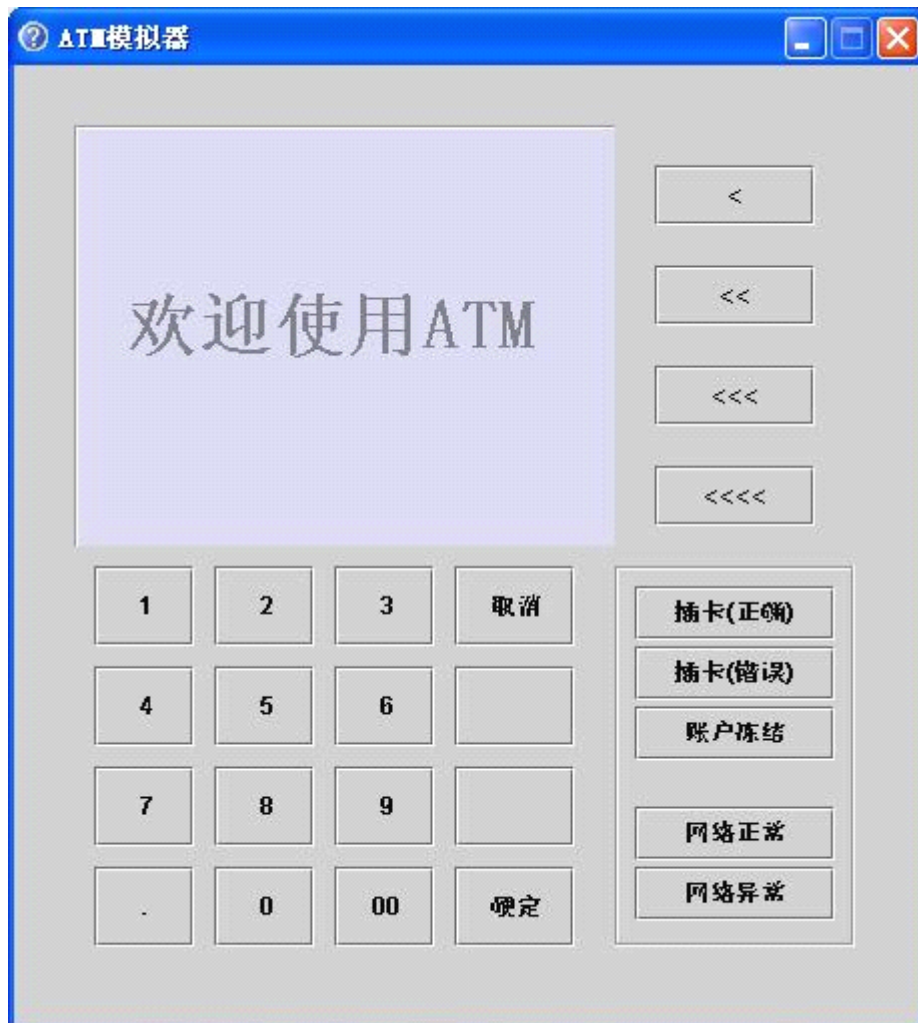 ATM模拟器
欢迎使用ATM
<
<<
<<<
<<<<
1 2 3 取消
4 5 6
7 8 9
. 0 00 确定
插卡(正确)
插卡(错误)
账户冻结
网络正常
网络异常